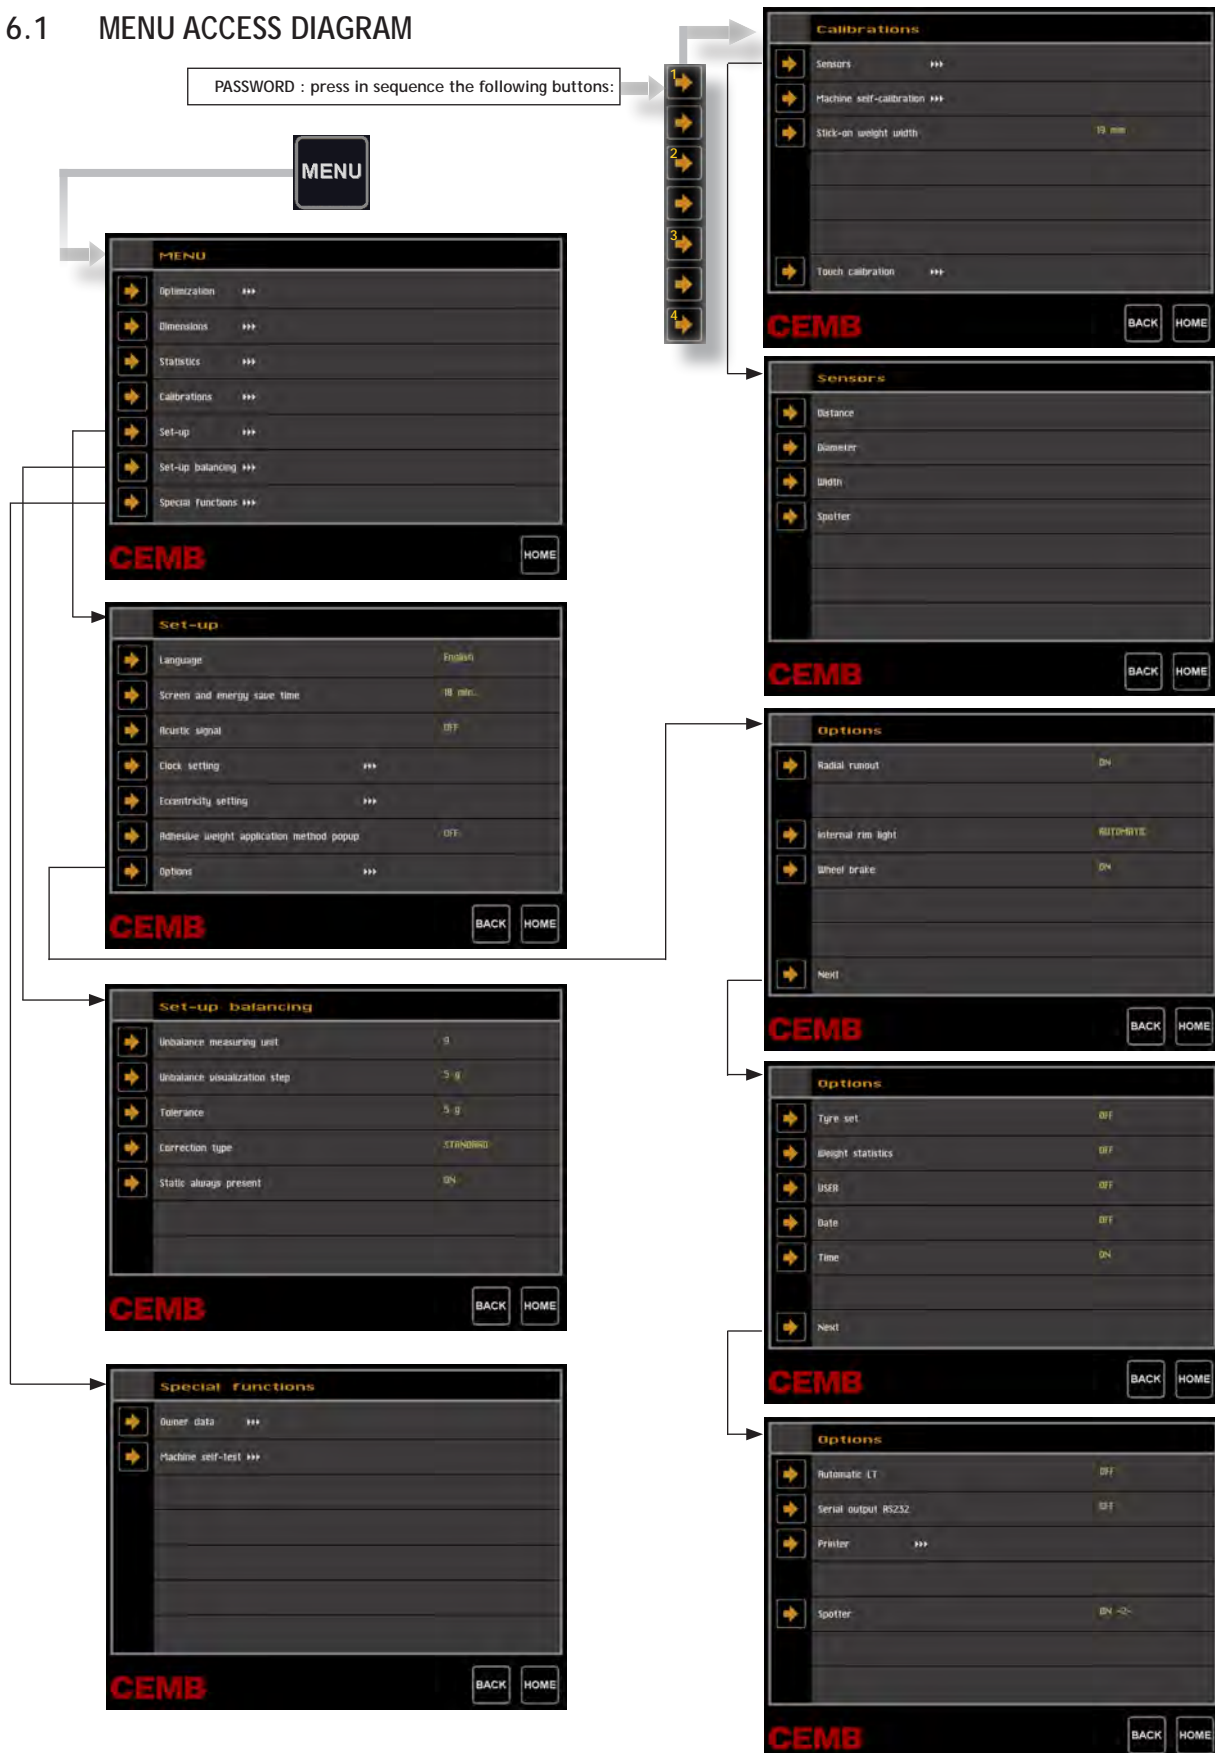 6.1 MENU ACCESS DIAGRAM
PASSWORD : press in sequence the following buttons:
1
2
3
4
MENU
MENU
Optimization
Dimensions
Statistics
Calibrations
Set-up
Set-up balancing
Special functions
CEMB
HOME
Set-up
Language English
Screen and energy save time min.
Acustic signal OFF
Clock setting
Eccentricity setting
Adhesive weight application method popup OFF
Options
CEMB
BACK HOME
Set-up balancing
Unbalance measuring unit g
Unbalance visualization step 5 g
Tolerance 5 g
Correction type STANDARD
Static always present ON
CEMB
BACK HOME
Special functions
Owner data
Machine self-test
CEMB
BACK HOME
Calibrations
Sensors
Machine self-calibration
Stick-on weight width 19 mm
Touch calibration
CEMB
BACK HOME
Sensors
Distance
Diameter
Width
Spotter
CEMB
BACK HOME
Options
Radial runout ON
Internal rim light AUTOMATIC
Wheel brake ON
Next
CEMB
BACK HOME
Options
Tyre set OFF
Weight statistics OFF
USER OFF
Date OFF
Time ON
Next
CEMB
BACK HOME
Options
Automatic LT OFF
Serial output RS232 OFF
Printer
Spotter ON -2-
CEMB
BACK HOME